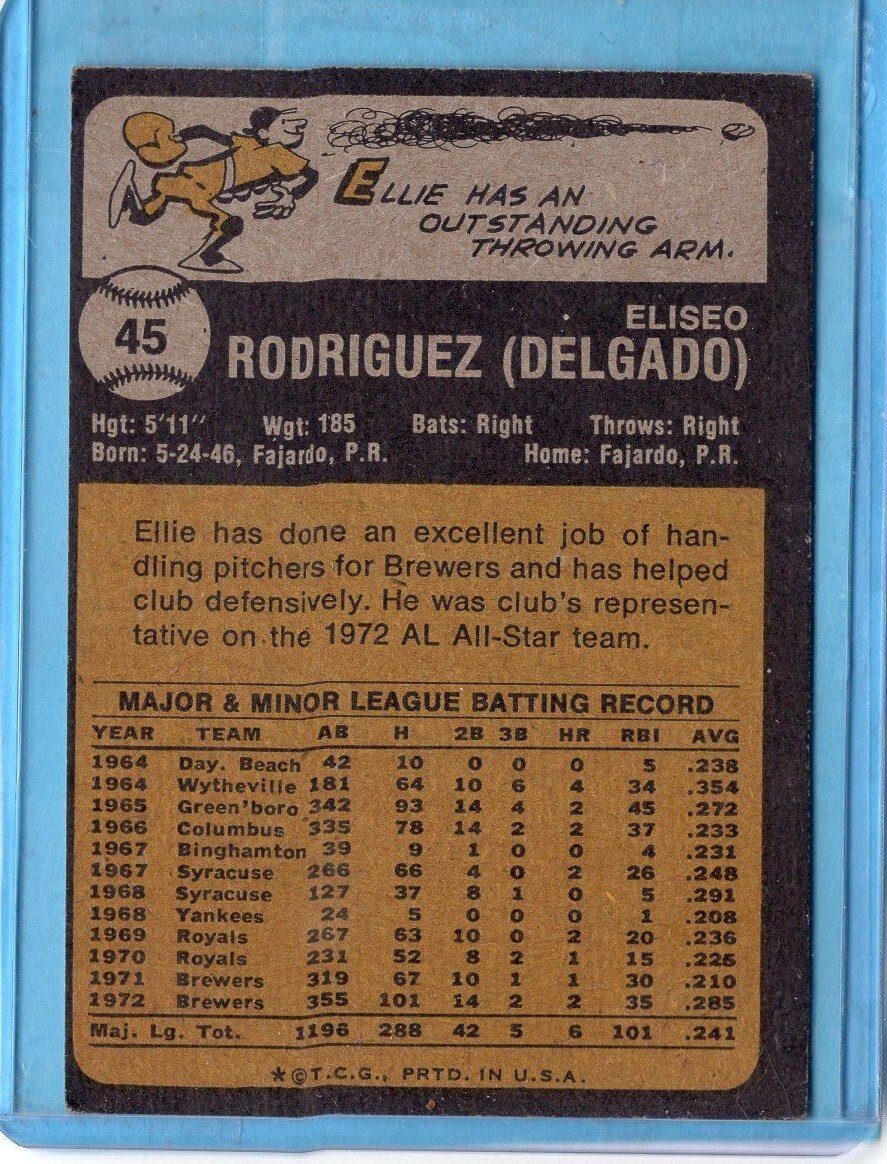 ELLIE HAS AN
OUTSTANDING
THROWING ARM.
45
ELISEO
RODRIGUEZ (DELGADO)
Hgt: 5'11" Wgt: 185 Bats: Right Throws: Right
Born: 5-24-46, Fajardo, P.R. Home: Fajardo, P.R.
Ellie has done an excellent job of han-
dling pitchers for Brewers and has helped
club defensively. He was club's represen-
tative on the 1972 AL All-Star team.
MAJOR & MINOR LEAGUE BATTING RECORD
YEAR TEAM AB H 2B 3B HR RBI AVG
1964 Day. Beach 42 10 0 0 0 5 .238
1964 Wytheville 181 64 10 6 4 34 .354
1965 Green'boro 342 93 14 4 2 45 .272
1966 Columbus 335 78 14 2 2 37 .233
1967 Binghamton 39 9 1 0 0 4 .231
1967 Syracuse 266 66 4 0 2 26 .248
1968 Syracuse 127 37 8 1 0 5 .291
1968 Yankees 24 5 0 0 0 1 .208
1969 Royals 267 63 10 0 2 20 .236
1970 Royals 231 52 8 2 1 15 .225
1971 Brewers 319 67 10 1 1 30 .210
1972 Brewers 355 101 14 2 2 35 .285
Maj. Lg. Tot. 1196 288 42 5 6 101 .241
*©T.C.G., PRTD. IN U.S.A.